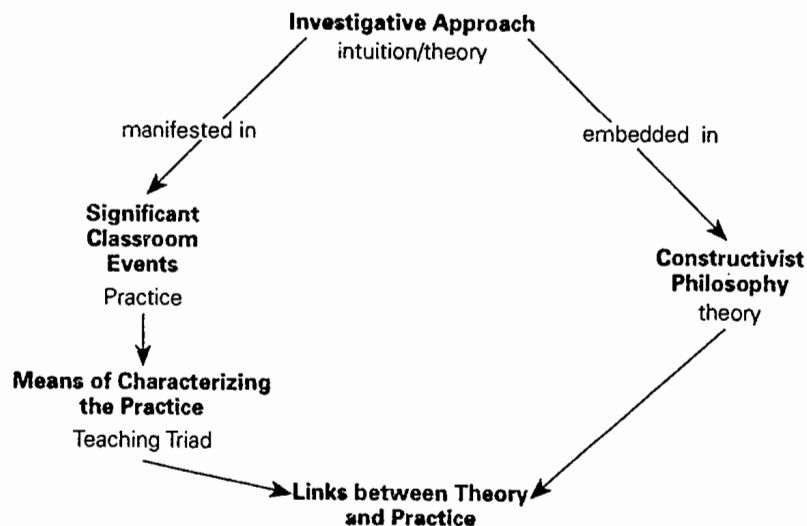 Investigative Approach
intuition/theory
manifested in
embedded in
Significant
Classroom
Events
Practice
Constructivist
Philosophy
theory
Means of Characterizing
the Practice
Teaching Triad
Links between Theory
and Practice